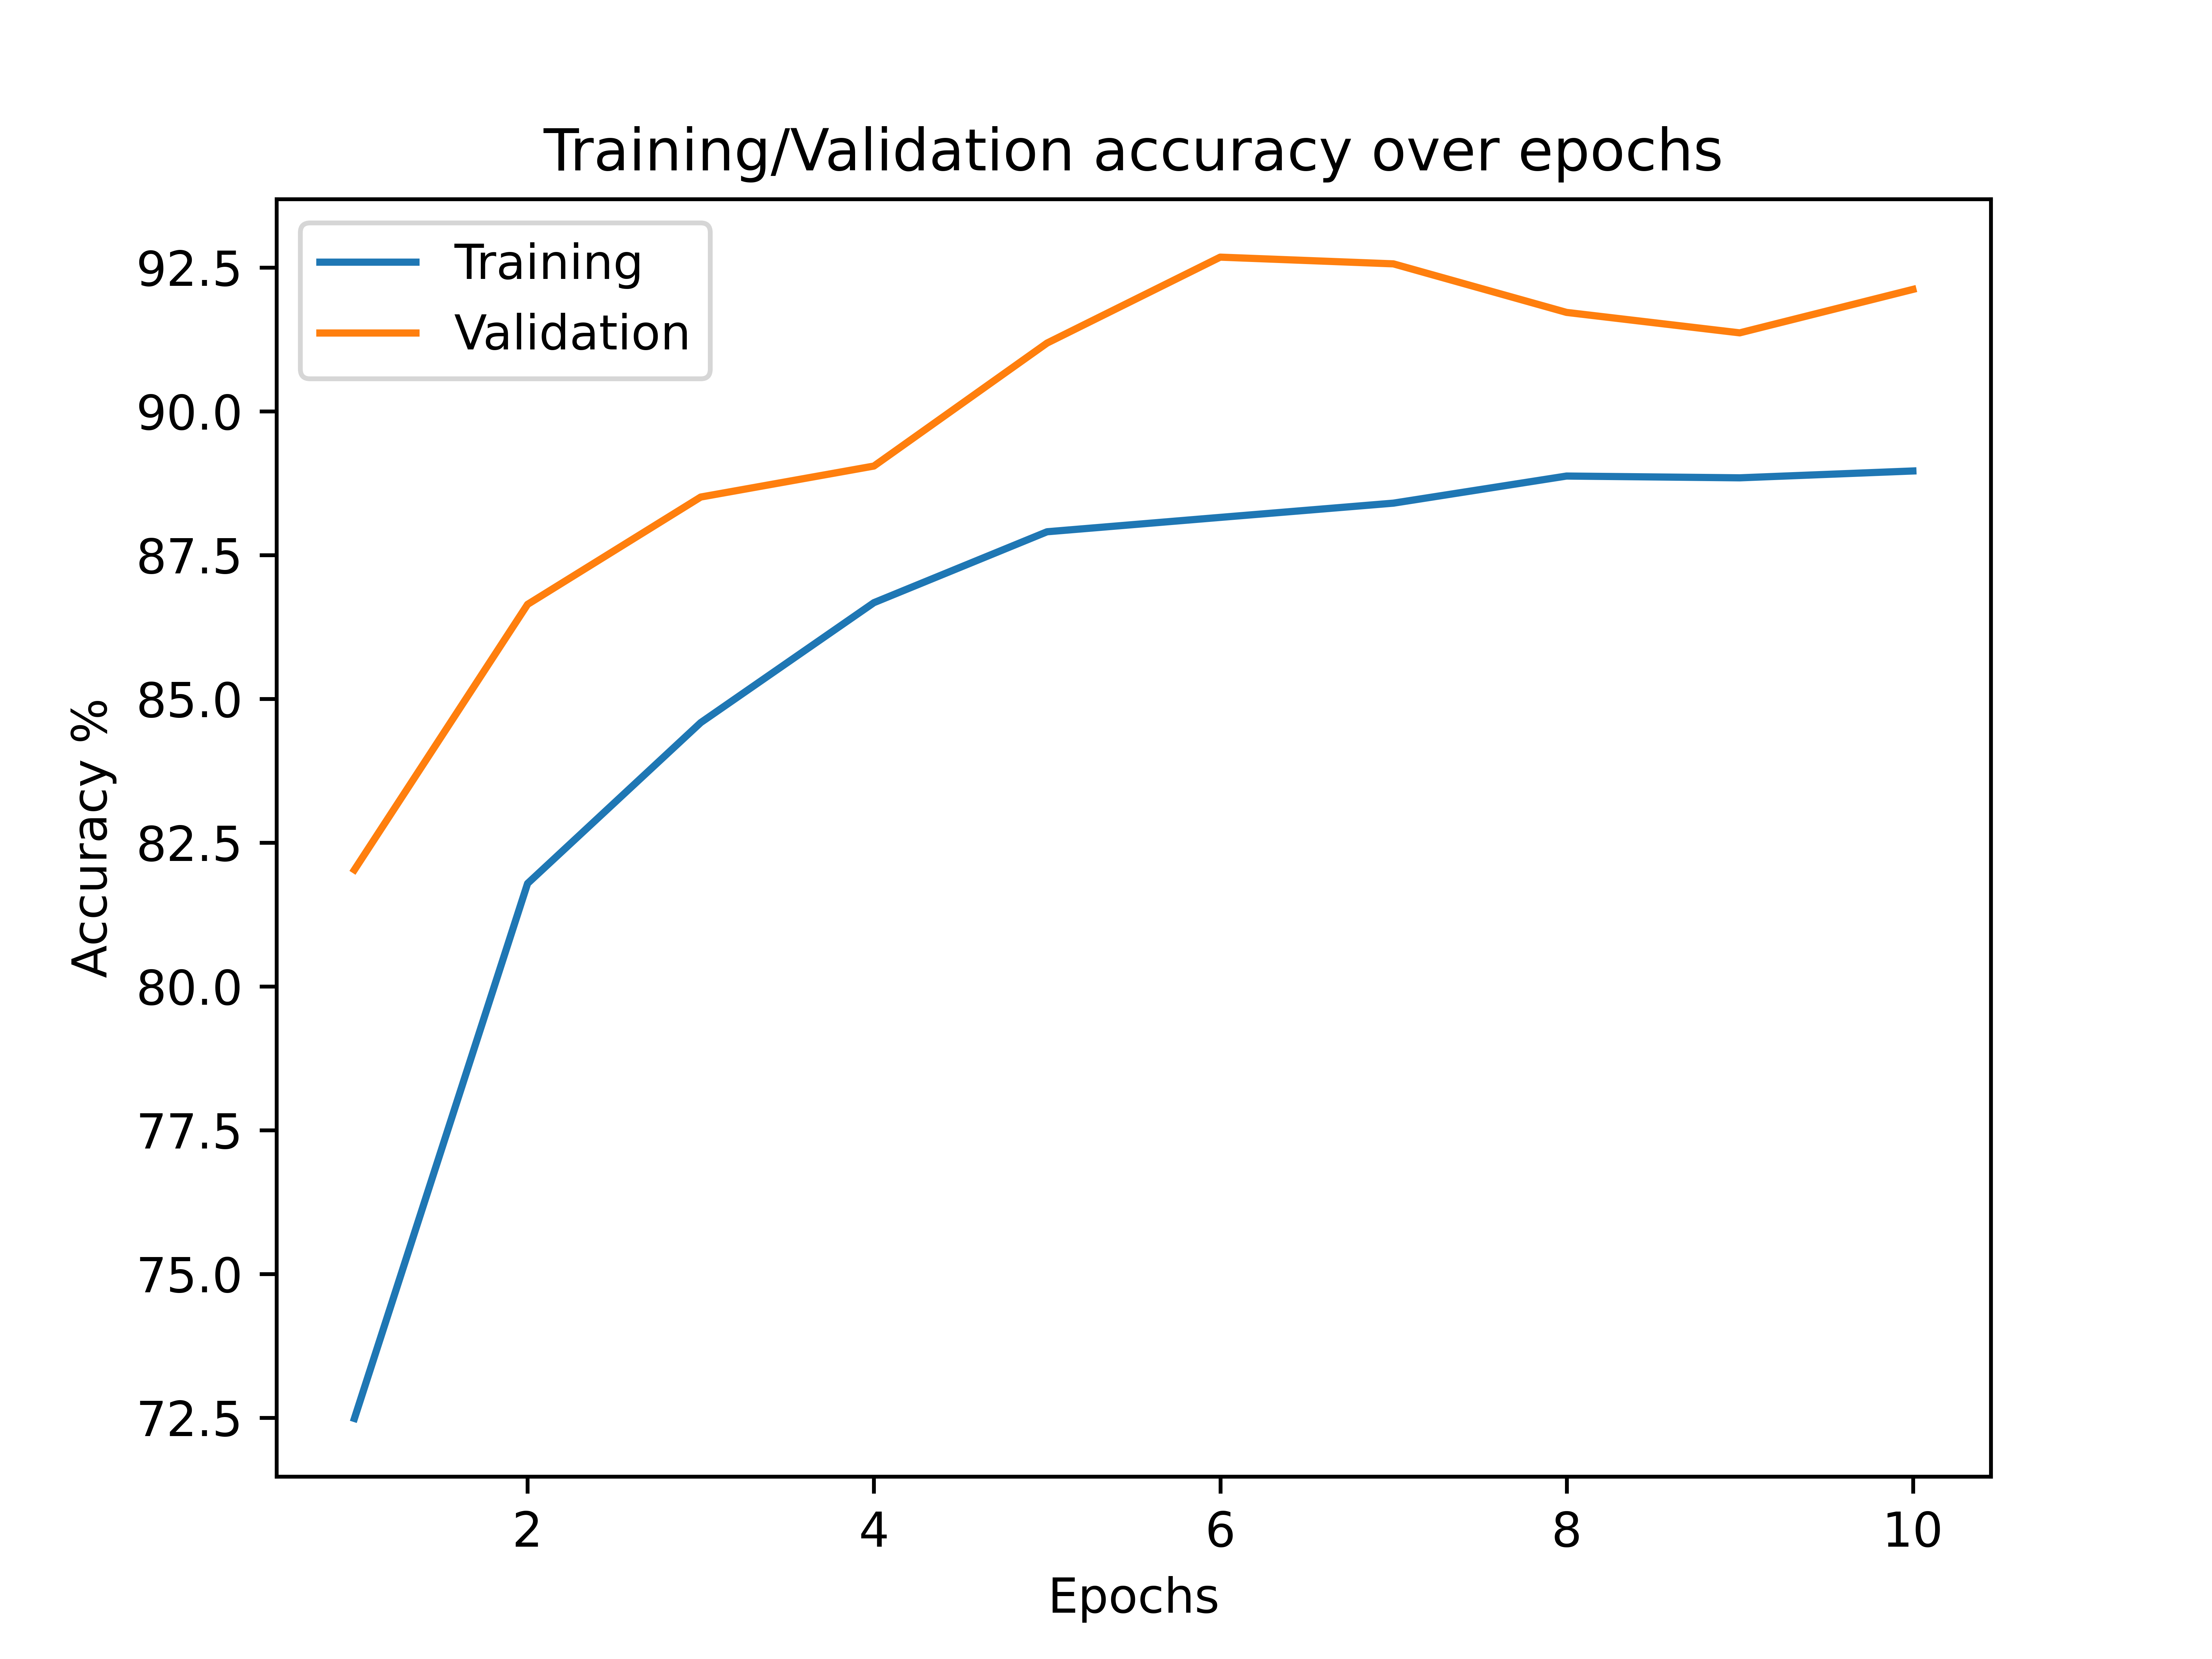 Training/Validation accuracy over epochs
Training
Validation
92.5
90.0
87.5
85.0
82.5
80.0
77.5
75.0
72.5
Accuracy %
2 4 6 8 10
Epochs